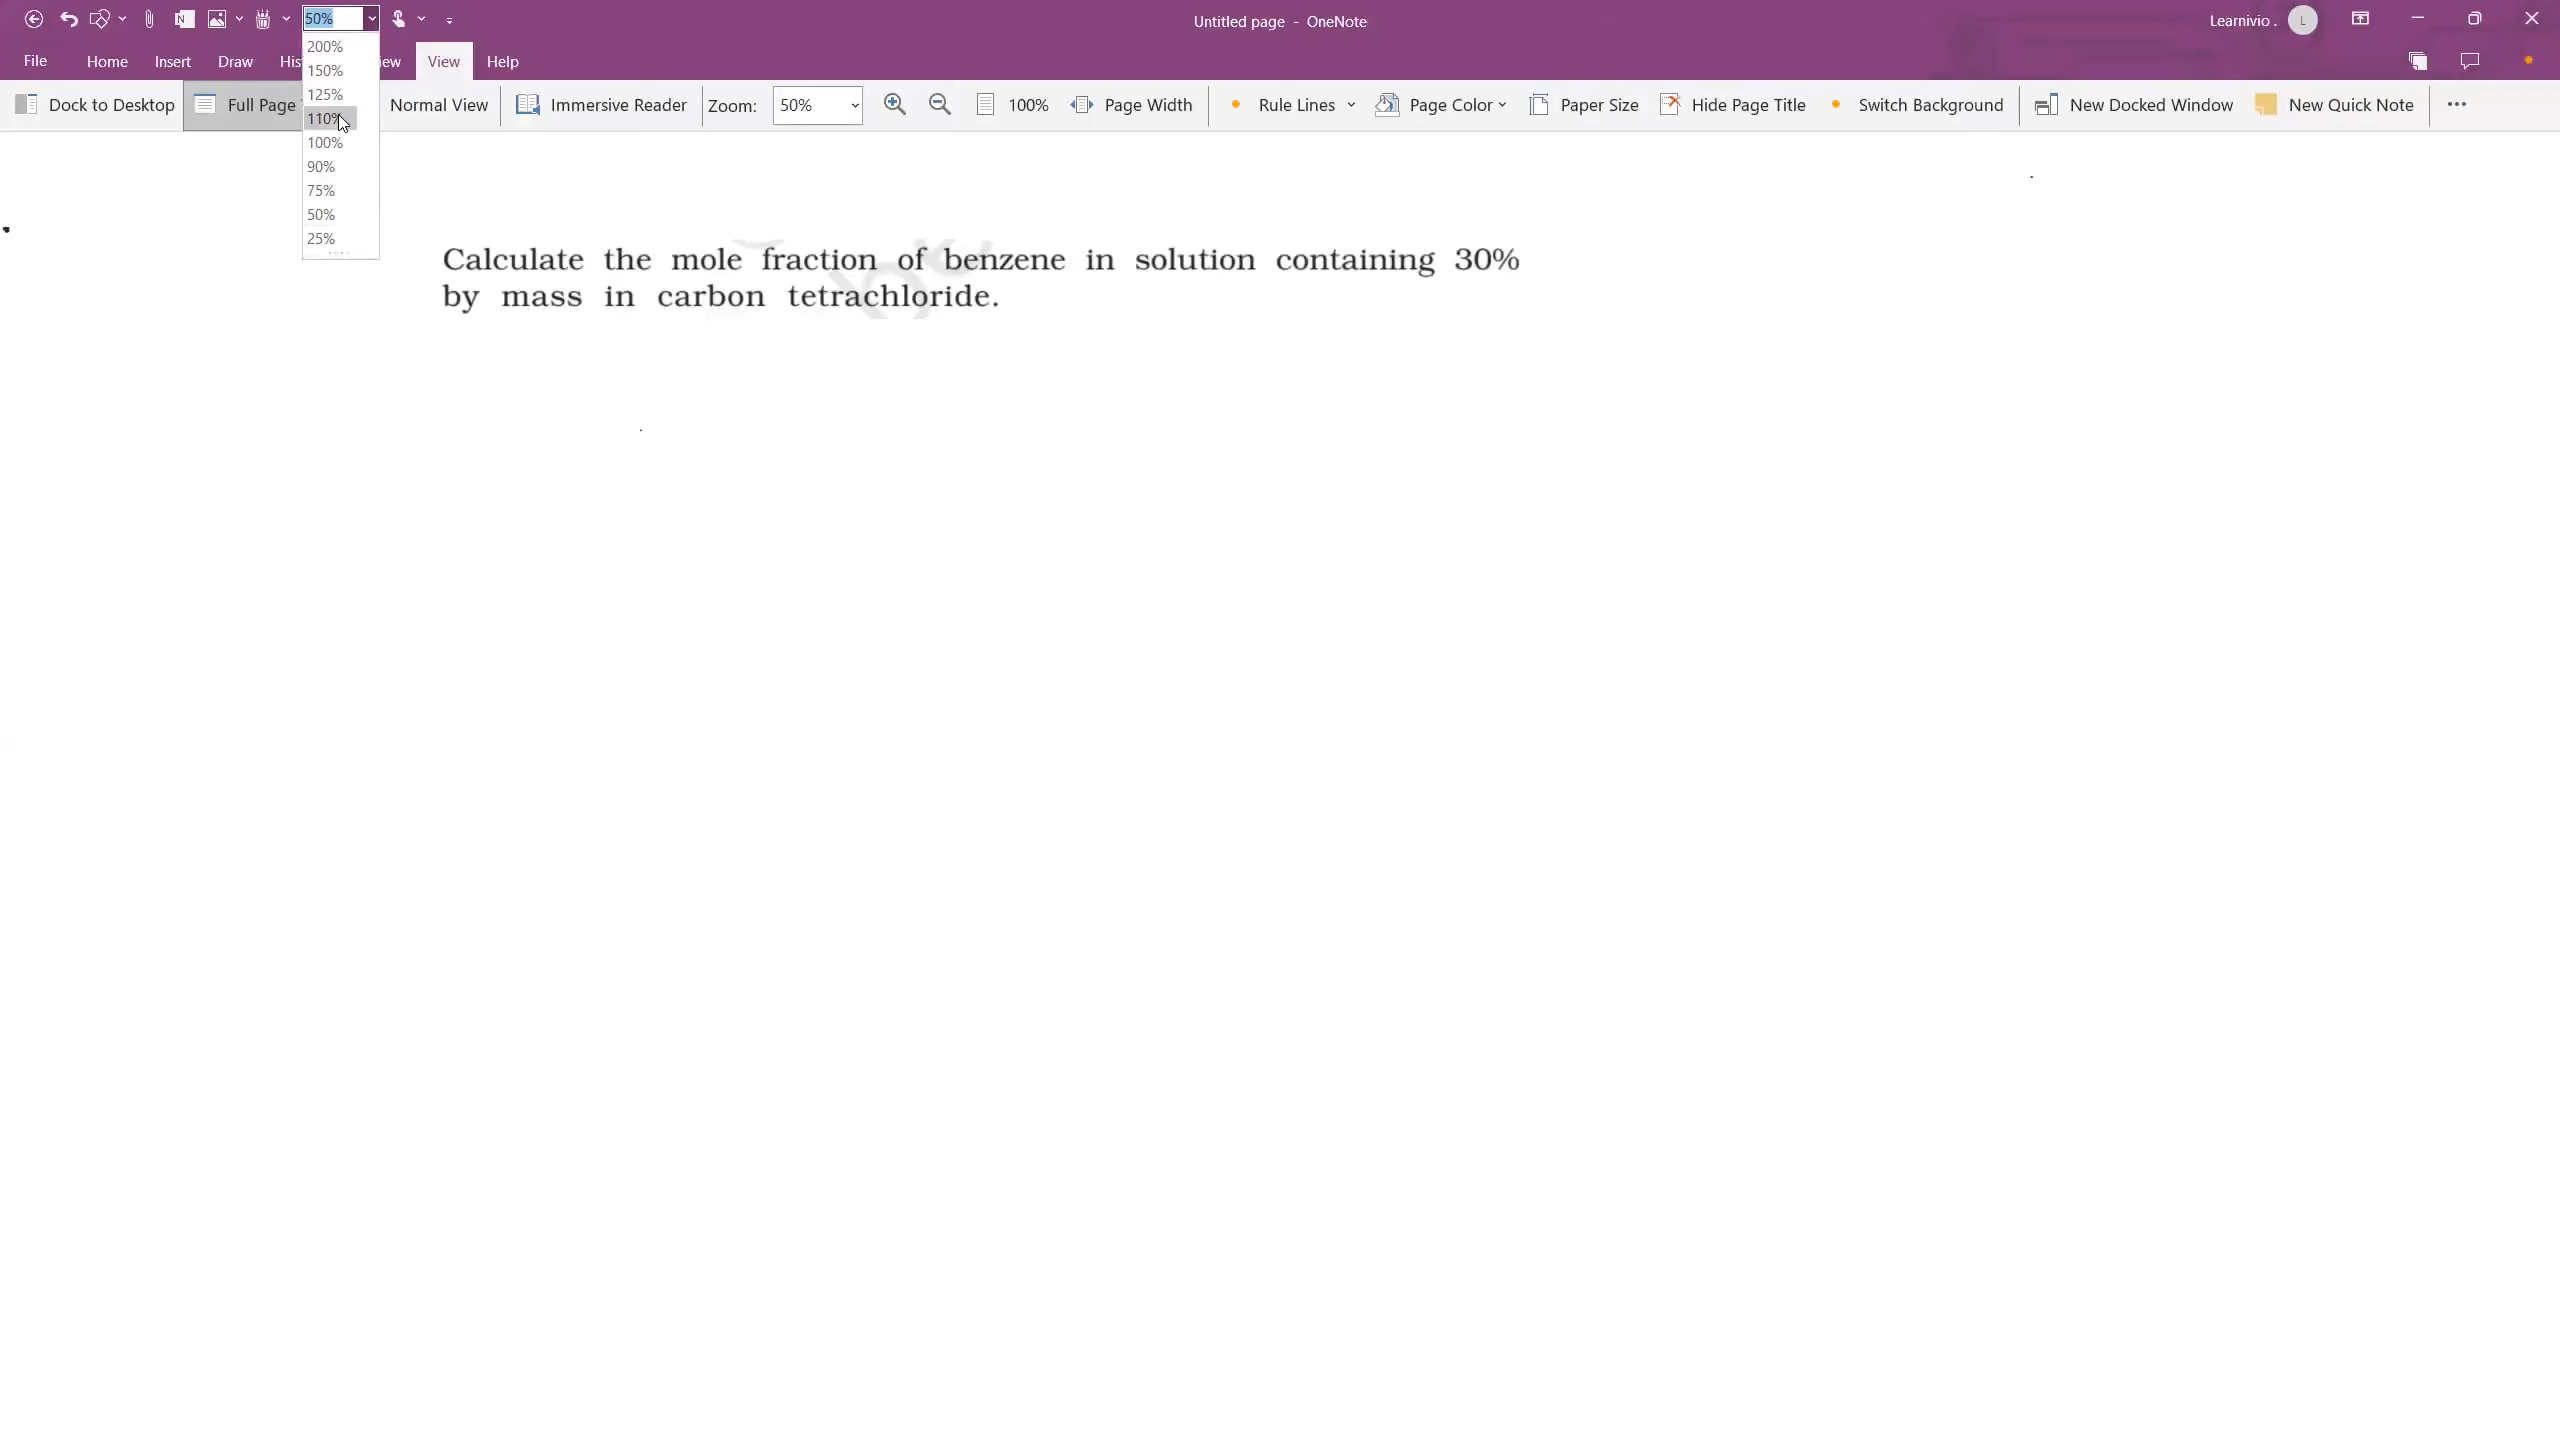 50%
Untitled page - OneNote
Learnivio .
L
200%
150%
125%
110%
100%
90%
75%
50%
25%
File Home Insert Draw His iew View Help
Dock to Desktop Full Page Normal View Immersive Reader Zoom: 50% 100% Page Width Rule Lines Page Color Paper Size Hide Page Title Switch Background New Docked Window New Quick Note
Calculate the mole fraction of benzene in solution containing 30%
by mass in carbon tetrachloride.